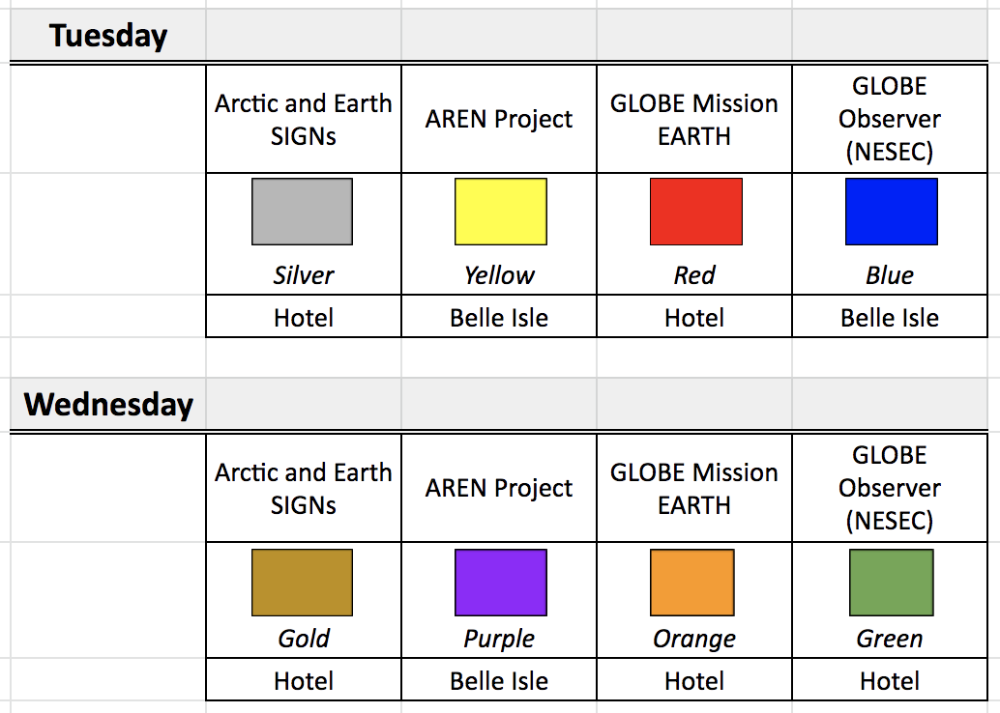 Tuesday
Arctic and Earth
SIGNs
AREN Project
GLOBE Mission
EARTH
GLOBE
Observer
(NESEC)
Silver
Yellow
Red
Blue
Hotel
Belle Isle
Hotel
Belle Isle
Wednesday
Arctic and Earth
SIGNs
AREN Project
GLOBE Mission
EARTH
GLOBE
Observer
(NESEC)
Gold
Purple
Orange
Green
Hotel
Belle Isle
Hotel
Hotel